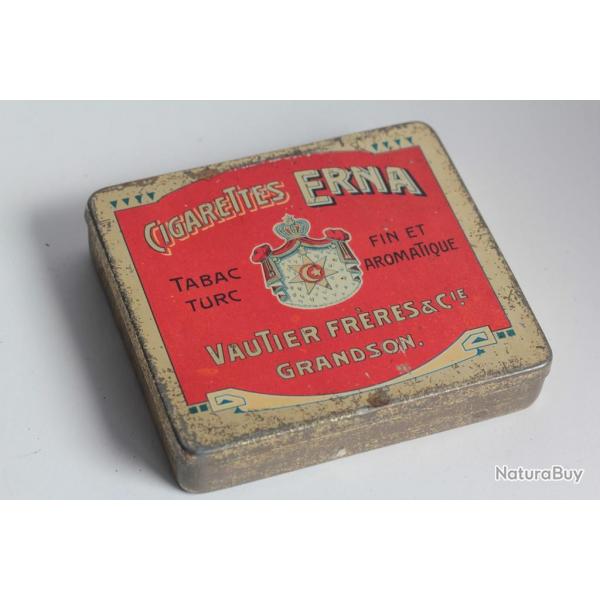 CIGARETTES ERNA
TABAC TURC
FIN ET AROMATIQUE
VAUTIER FRÈRES & CIE
GRANDSON.
NaturaBuy